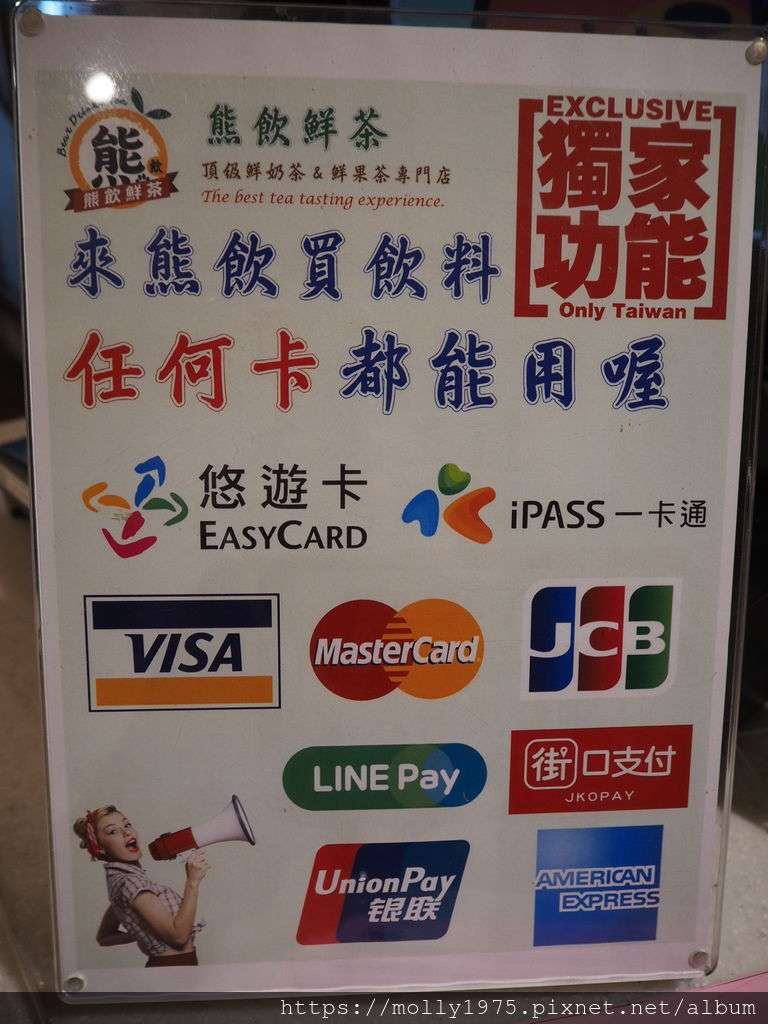 Bear Drink
熊
飲
熊飲鮮茶
熊飲鮮茶
頂級鮮奶茶 & 鮮果茶專門店
The best tea tasting experience.
EXCLUSIVE
獨家
功能
Only Taiwan
來熊飲買飲料
任何卡都能用喔
悠遊卡
EASYCARD
iPASS 一卡通
VISA
MasterCard
JCB
LINE Pay
街口支付
JKOPAY
UnionPay
银联
AMERICAN
EXPRESS
https://molly1975.pixnet.net/album